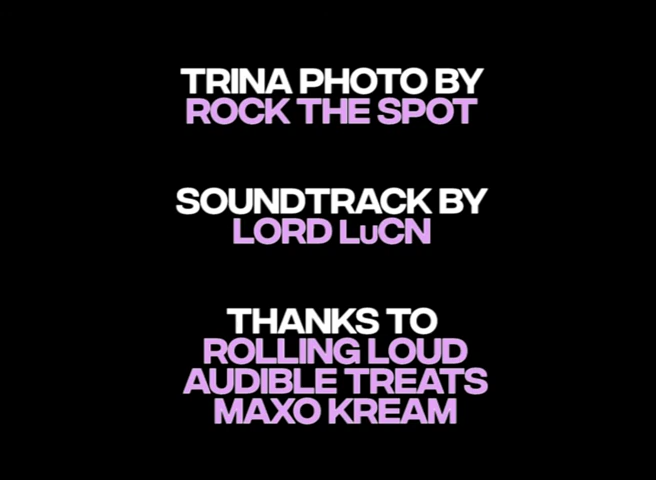 TRINA PHOTO BY
ROCK THE SPOT
SOUNDTRACK BY
LORD LuCN
THANKS TO
ROLLING LOUD
AUDIBLE TREATS
MAXO KREAM